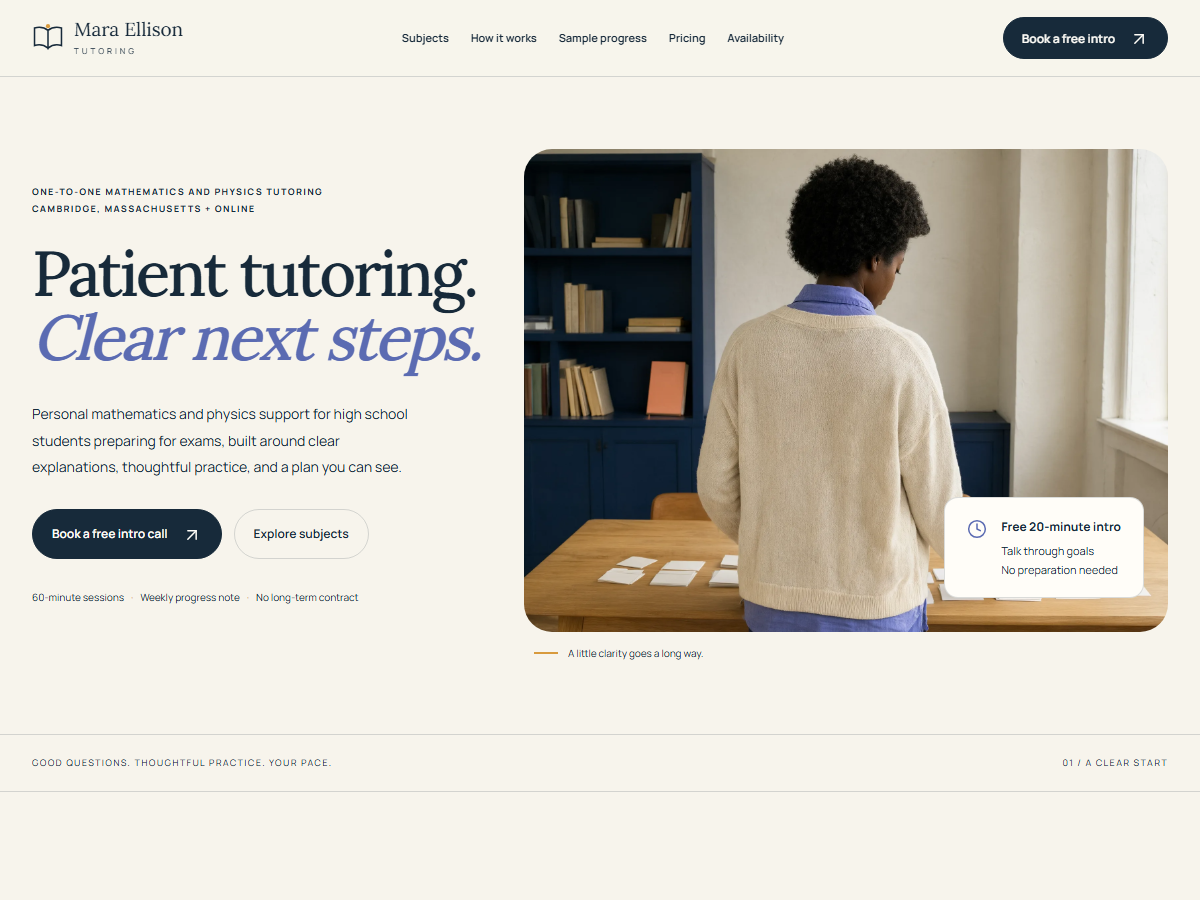 Mara Ellison
TUTORING
Subjects
How it works
Sample progress
Pricing
Availability
Book a free intro
ONE-TO-ONE MATHEMATICS AND PHYSICS TUTORING
CAMBRIDGE, MASSACHUSETTS + ONLINE
Patient tutoring.
Clear next steps.
Personal mathematics and physics support for high school
students preparing for exams, built around clear
explanations, thoughtful practice, and a plan you can see.
Book a free intro call
Explore subjects
60-minute sessions · Weekly progress note · No long-term contract
Free 20-minute intro
Talk through goals
No preparation needed
A little clarity goes a long way.
GOOD QUESTIONS. THOUGHTFUL PRACTICE. YOUR PACE.
01 / A CLEAR START